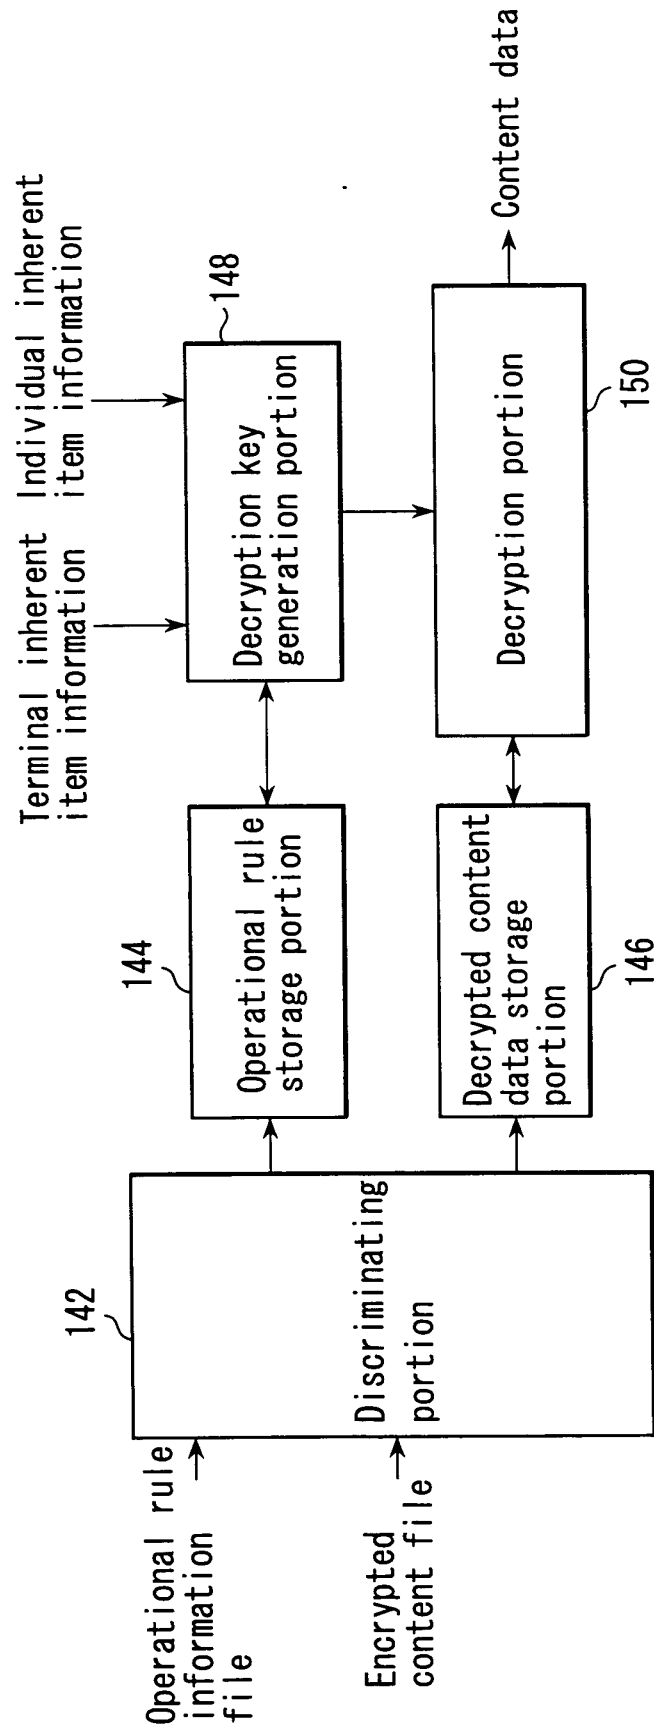 Operational rule
information
file
Encrypted
content file
142
Discriminating
portion
144
Operational rule
storage portion
Decrypted content
data storage
portion
146
Terminal inherent
item information
Individual inherent
item information
148
Decryption key
generation portion
Decryption portion
150
Content data